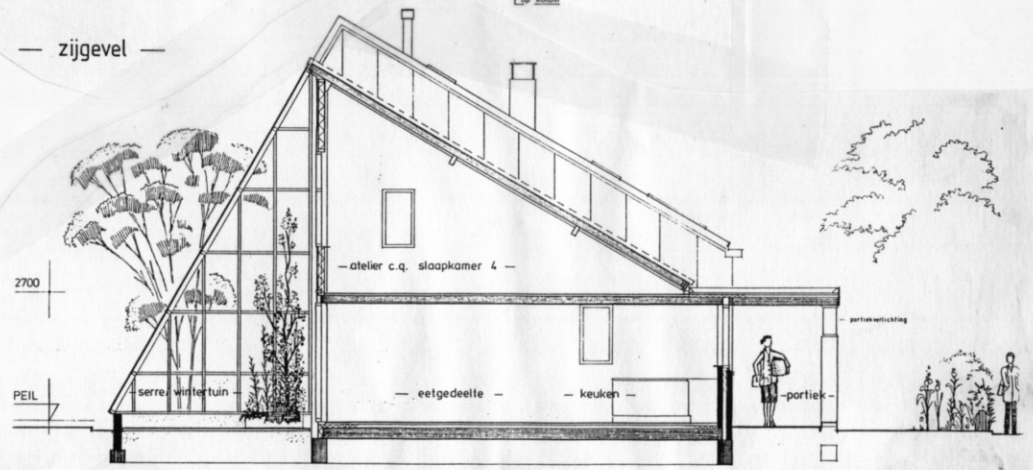 — zijgevel —
—atelier c.q. slaapkamer 4 —
2700
portiekverlichting
PEIL
—serre/wintertuin—
— eetgedeelte —
— keuken —
—portiek—